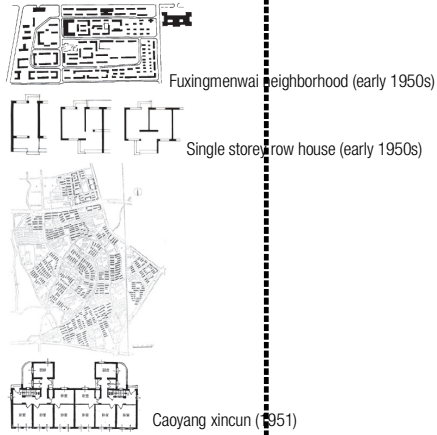 Fuxingmenwai neighborhood (early 1950s)
Single storey row house (early 1950s)
Caoyang xincun (1951)